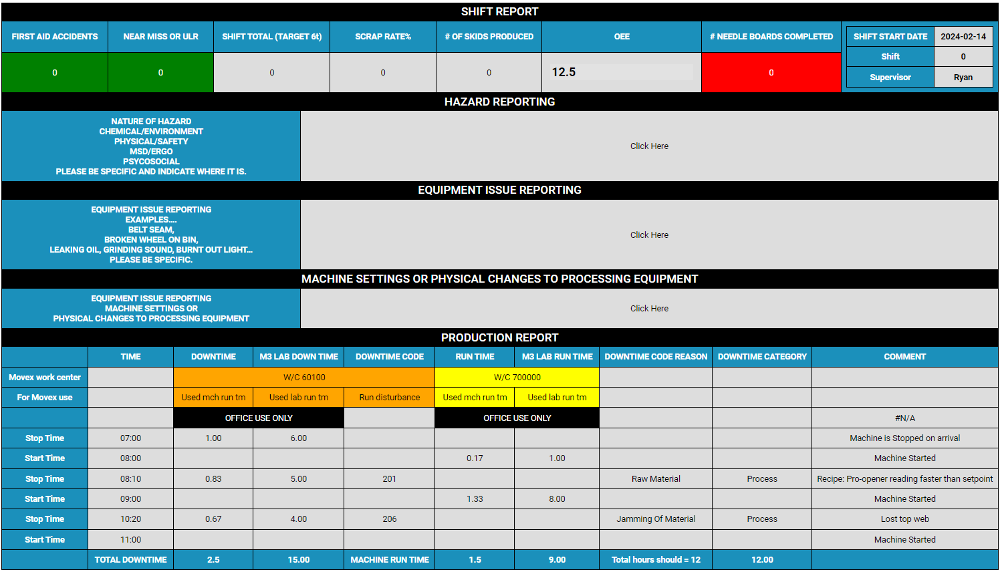 SHIFT REPORT
FIRST AID ACCIDENTS NEAR MISS OR ULR SHIFT TOTAL (TARGET 6t) SCRAP RATE% # OF SKIDS PRODUCED OEE # NEEDLE BOARDS COMPLETED SHIFT START DATE 2024-02-14
Shift 0
0 0 0 0 0 12.5 0 Supervisor Ryan
HAZARD REPORTING
NATURE OF HAZARD
CHEMICAL/ENVIRONMENT
PHYSICAL/SAFETY
MSD/ERGO
PSYCOSOCIAL
PLEASE BE SPECIFIC AND INDICATE WHERE IT IS.
Click Here
EQUIPMENT ISSUE REPORTING
EQUIPMENT ISSUE REPORTING
EXAMPLES....
BELT SEAM,
BROKEN WHEEL ON BIN,
LEAKING OIL, GRINDING SOUND, BURNT OUT LIGHT...
PLEASE BE SPECIFIC.
Click Here
MACHINE SETTINGS OR PHYSICAL CHANGES TO PROCESSING EQUIPMENT
EQUIPMENT ISSUE REPORTING
MACHINE SETTINGS OR
PHYSICAL CHANGES TO PROCESSING EQUIPMENT
Click Here
PRODUCTION REPORT
TIME DOWNTIME M3 LAB DOWN TIME DOWNTIME CODE RUN TIME M3 LAB RUN TIME DOWNTIME CODE REASON DOWNTIME CATEGORY COMMENT
Movex work center W/C 60100 W/C 700000
For Movex use Used mch run tm Used lab run tm Run disturbance Used mch run tm Used lab run tm
OFFICE USE ONLY OFFICE USE ONLY #N/A
Stop Time 07:00 1.00 6.00 Machine is Stopped on arrival
Start Time 08:00 0.17 1.00 Machine Started
Stop Time 08:10 0.83 5.00 201 Raw Material Process Recipe: Pro-opener reading faster than setpoint
Start Time 09:00 1.33 8.00 Machine Started
Stop Time 10:20 0.67 4.00 206 Jamming Of Material Process Lost top web
Start Time 11:00 Machine Started
TOTAL DOWNTIME 2.5 15.00 MACHINE RUN TIME 1.5 9.00 Total hours should = 12 12.00